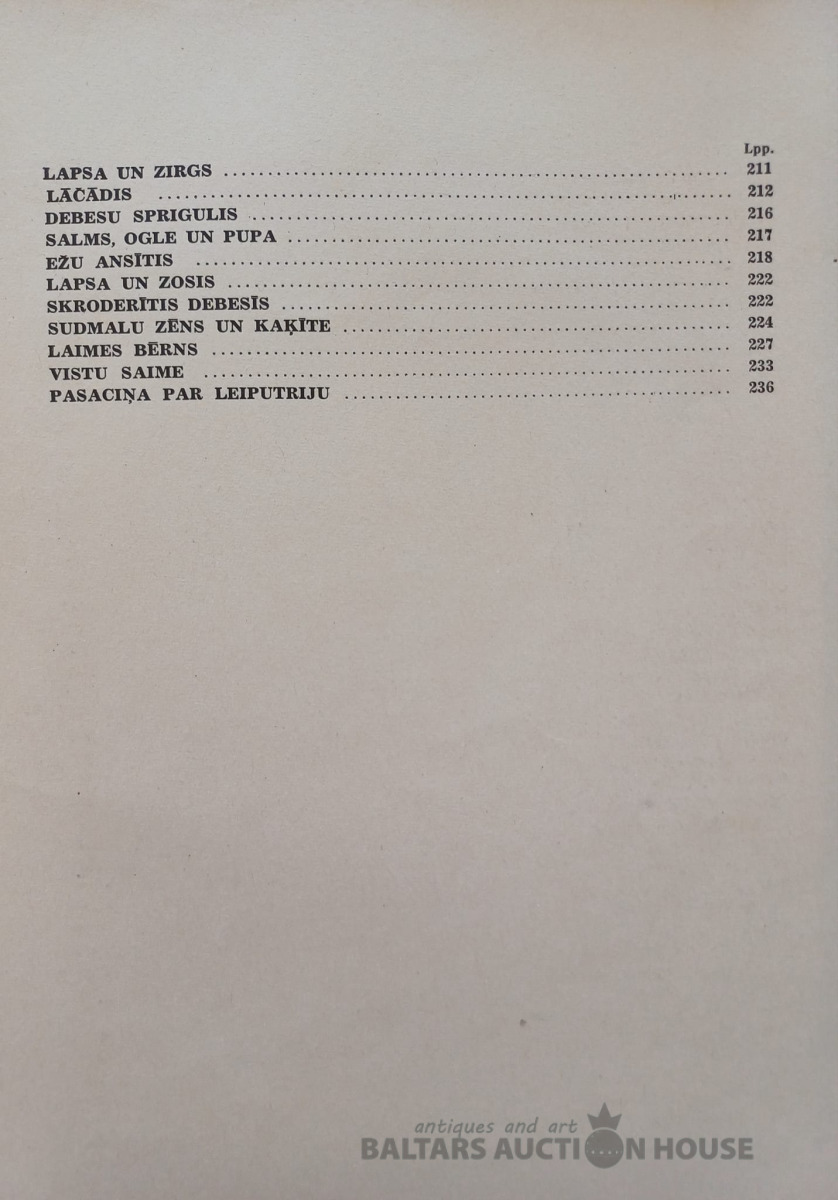 Lpp.
LAPSA UN ZIRGS 211
LĀČĀDIS 212
DEBESU SPRIGULIS 216
SALMS, OGLE UN PUPA 217
EŽU ANSĪTIS 218
LAPSA UN ZOSIS 222
SKRODERĪTIS DEBESĪS 222
SUDMALU ZĒNS UN KAĶĪTE 224
LAIMES BĒRNS 227
VISTU SAIME 233
PASACIŅA PAR LEIPUTRIJU 236
antiques and art
BALTARS AUCTION HOUSE